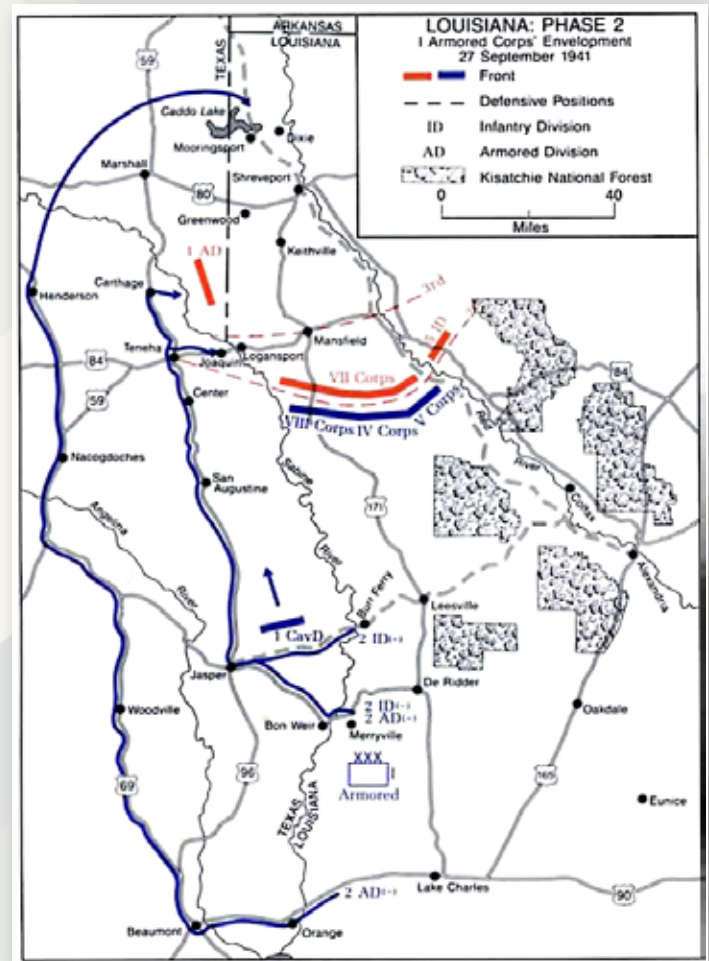 LOUISIANA: PHASE 2
I Armored Corps' Envelopment
27 September 1941
Front
Defensive Positions
ID Infantry Division
AD Armored Division
Kisatchie National Forest
0 40
Miles
ARKANSAS
LOUISIANA
TEXAS
59
Caddo Lake
Dixie
Mooringsport
Marshall
80
Shreveport
Greenwood
Keithville
1 AD
Henderson
Carthage
3rd
Mansfield
ID
Teneha
Joaquin
Logansport
84
VII Corps
84
Center
59
VIII Corps IV Corps V Corps
Red
River
Nacogdoches
San
Augustine
Sabine
River
171
Colfax
Angelina
River
Alexandria
Burr Ferry
Leesville
1 CavD
2 ID(-)
Jasper
De Ridder
2 ID(-)
2 AD(-)
Woodville
Bon Weir
Merryville
Oakdale
XXX
I
Armored
96
69
165
TEXAS
LOUISIANA
Eunice
Lake Charles
2 AD(-)
90
Beaumont
Orange